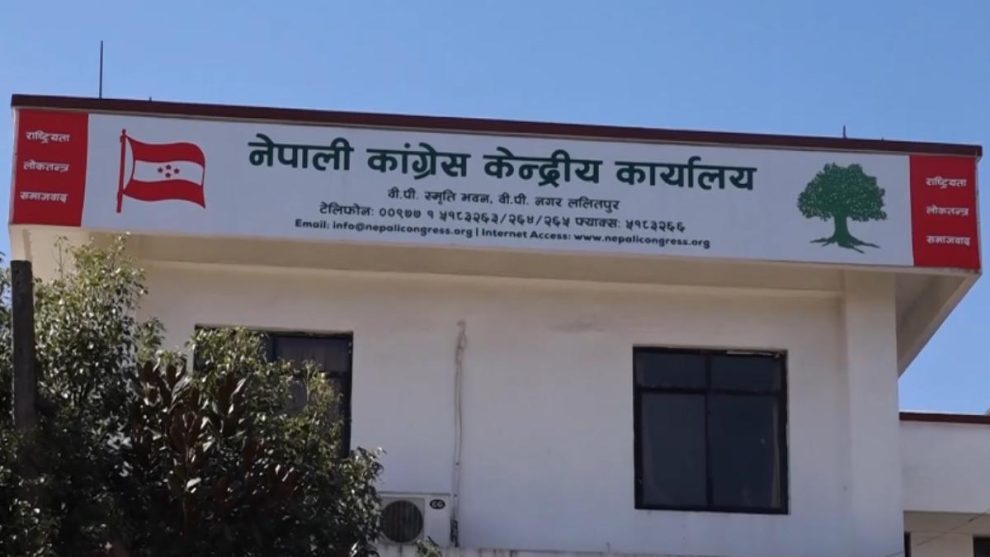 राष्ट्रियता
लोकतन्त्र
समाजवाद
नेपाली कांग्रेस केन्द्रीय कार्यालय
वी.पी. स्मृति भवन, वी.पी. नगर ललितपुर
टेलिफोन: ००९७७ १ ५१८३२६३/२६४/२६५ फ्याक्स: ५१८३२६६
Email: info@nepalicongress.org | Internet Access: www.nepalicongress.org
राष्ट्रियता
लोकतन्त्र
समाजवाद